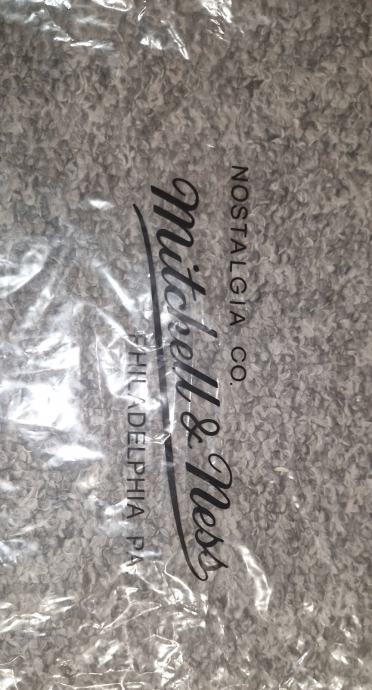 NOSTALGIA CO.
Mitchell & Ness
PHILADELPHIA PA